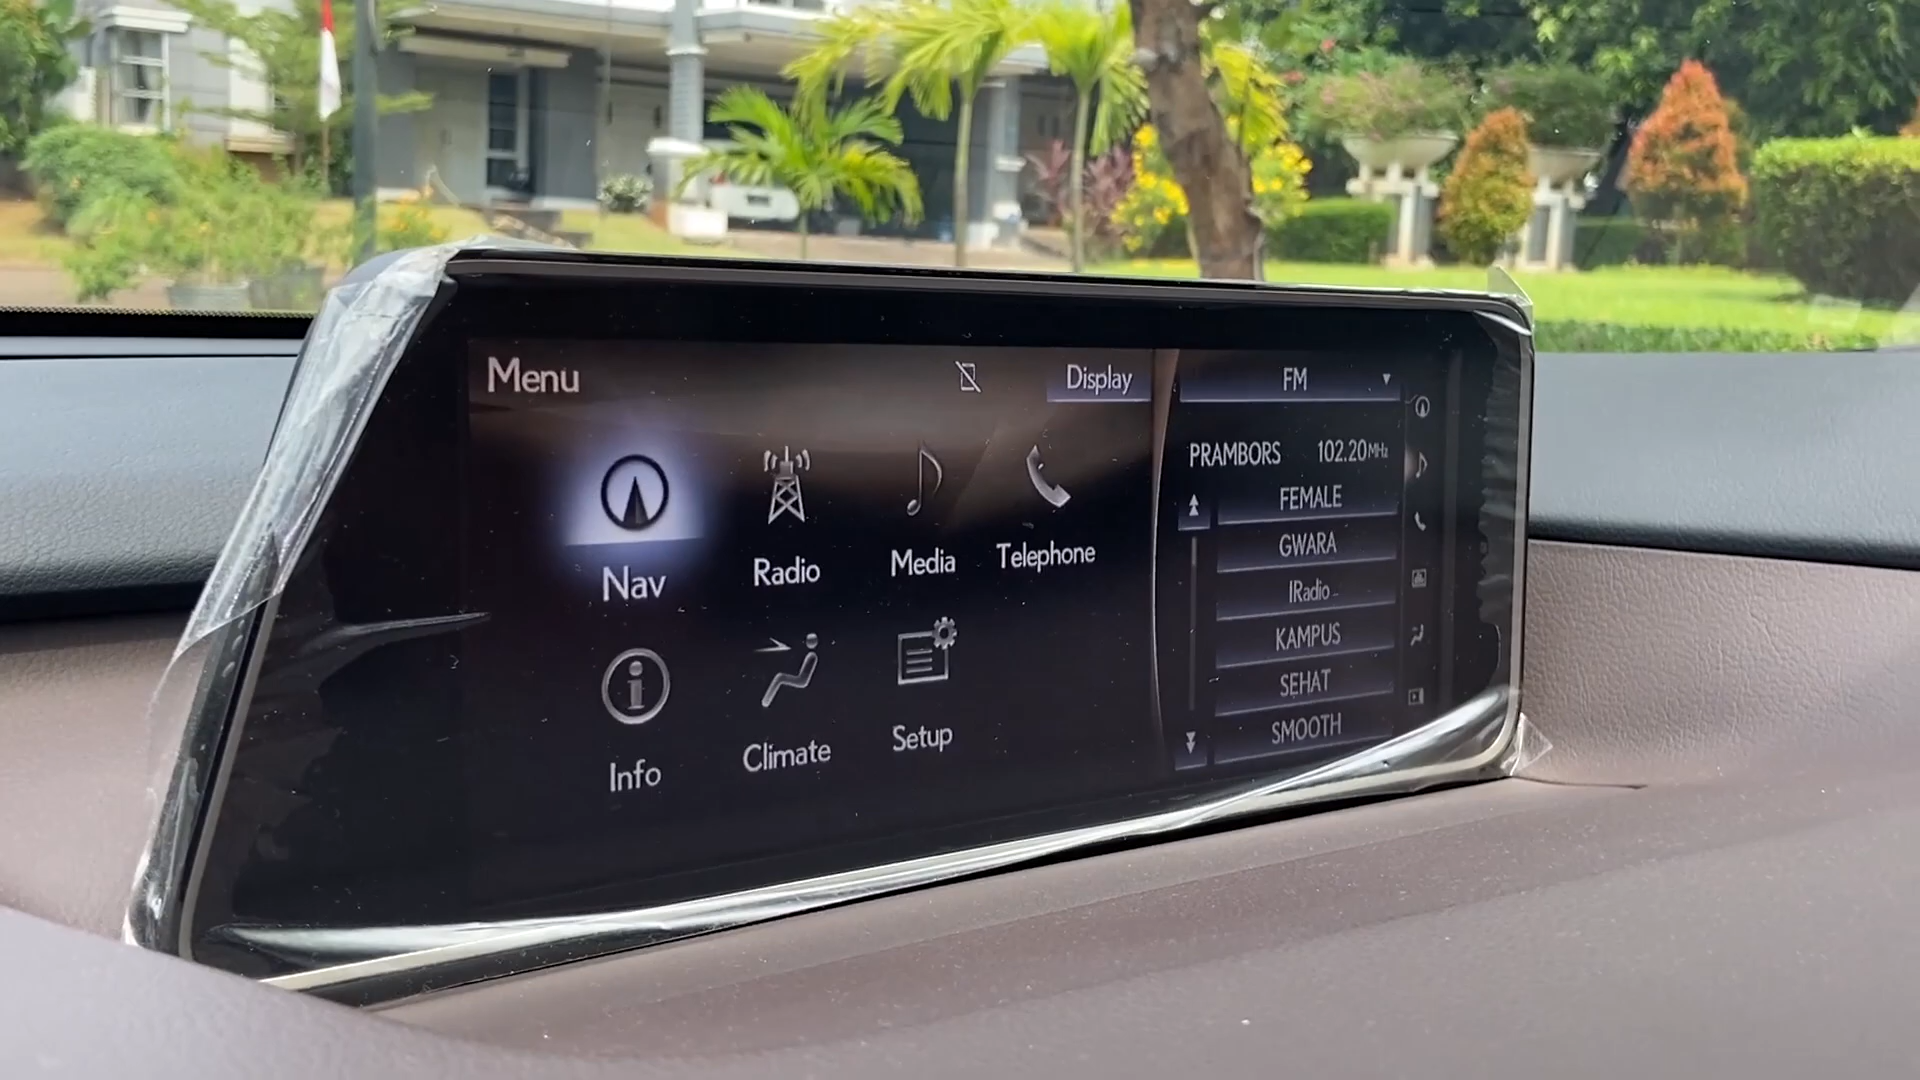 Menu
Display
Nav
Radio
Media
Telephone
Info
Climate
Setup
FM
PRAMBORS 102.20MHz
FEMALE
GWARA
IRadio
KAMPUS
SEHAT
SMOOTH